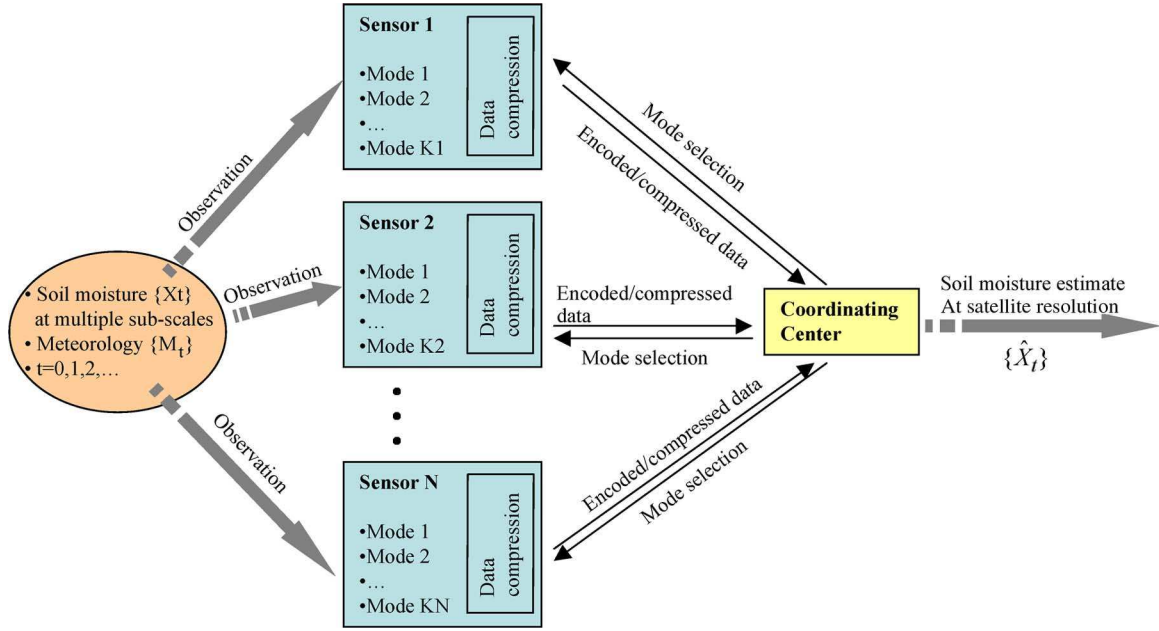 • Soil moisture {Xt}
at multiple sub-scales
• Meteorology {M_t}
• t=0,1,2,…
Observation
Observation
Observation
Sensor 1
•Mode 1
•Mode 2
•…
•Mode K1
Data
compression
Sensor 2
•Mode 1
•Mode 2
…
•Mode K2
Data
compression
Sensor N
•Mode 1
•Mode 2
•…
•Mode KN
Data
compression
Mode selection
Encoded/compressed data
Encoded/compressed
data
Mode selection
Encoded/compressed data
Mode selection
Coordinating
Center
Soil moisture estimate
At satellite resolution
{X̂t}